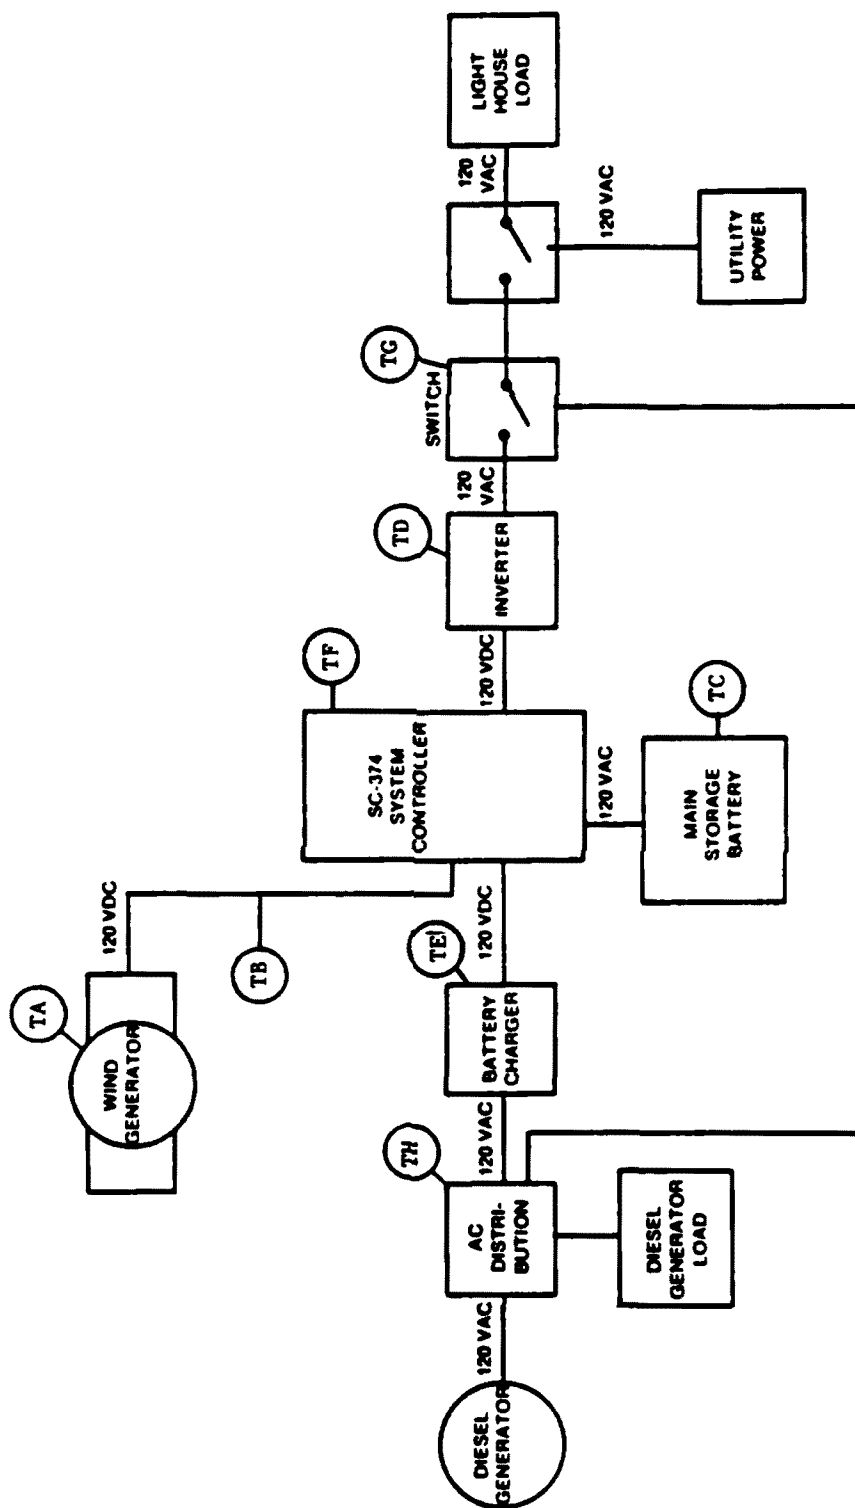 TA
WIND
GENERATOR
120 VDC
TB
TF
SC-374
SYSTEM
CONTROLLER
DIESEL
GENERATOR
120 VAC
TH
AC
DISTRI-
BUTION
120 VAC
TE
BATTERY
CHARGER
120 VDC
120 VDC
TD
INVERTER
120
VAC
TG
SWITCH
120
VAC
LIGHT
HOUSE
LOAD
DIESEL
GENERATOR
LOAD
120 VAC
MAIN
STORAGE
BATTERY
TC
120 VAC
UTILITY
POWER